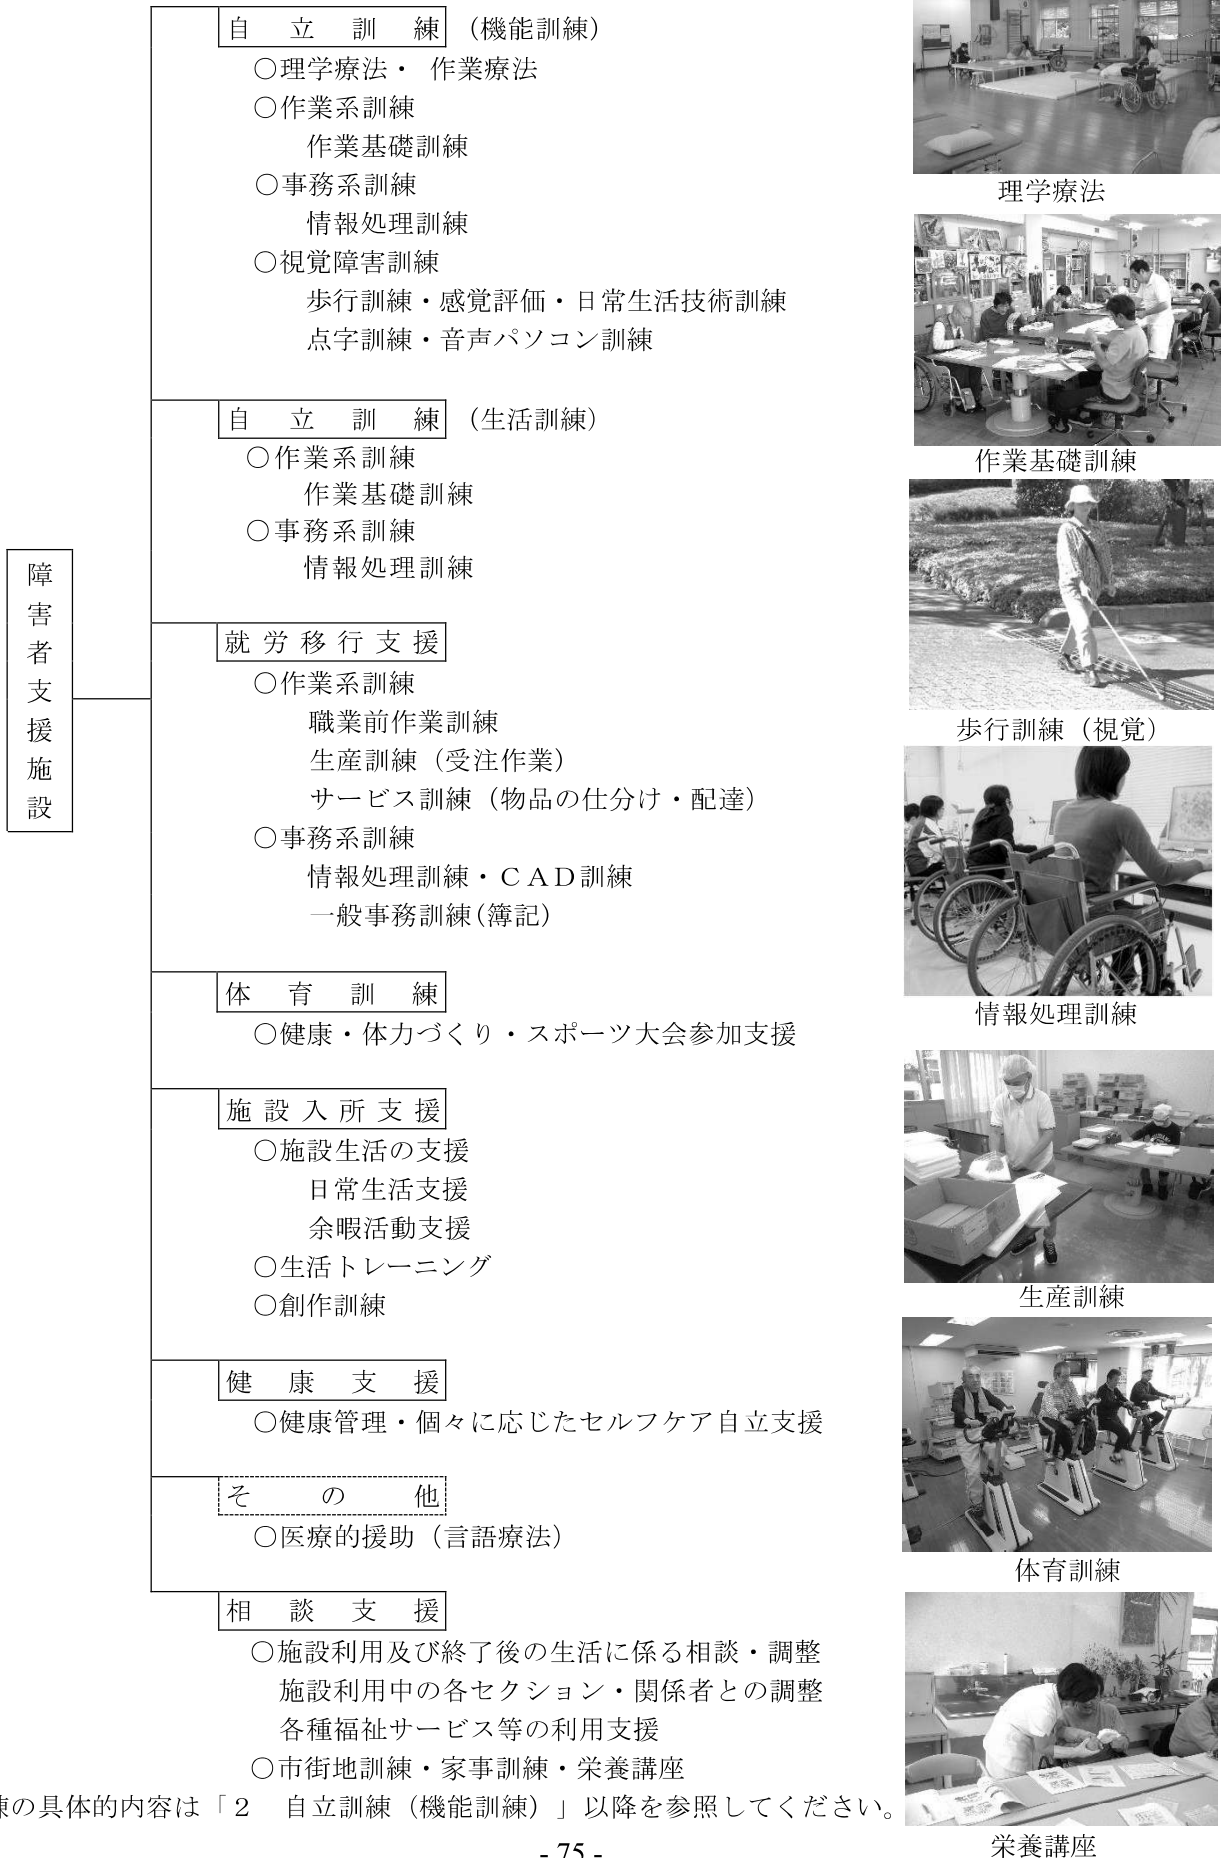 障害者支援施設
自立訓練（機能訓練）
○理学療法・ 作業療法
○作業系訓練
作業基礎訓練
○事務系訓練
情報処理訓練
○視覚障害訓練
歩行訓練・感覚評価・日常生活技術訓練
点字訓練・音声パソコン訓練
自立訓練（生活訓練）
○作業系訓練
作業基礎訓練
○事務系訓練
情報処理訓練
就労移行支援
○作業系訓練
職業前作業訓練
生産訓練（受注作業）
サービス訓練（物品の仕分け・配達）
○事務系訓練
情報処理訓練・ＣＡＤ訓練
一般事務訓練(簿記)
体育訓練
○健康・体力づくり・スポーツ大会参加支援
施設入所支援
○施設生活の支援
日常生活支援
余暇活動支援
○生活トレーニング
○創作訓練
健康支援
○健康管理・個々に応じたセルフケア自立支援
その他
○医療的援助（言語療法）
相談支援
○施設利用及び終了後の生活に係る相談・調整
施設利用中の各セクション・関係者との調整
各種福祉サービス等の利用支援
○市街地訓練・家事訓練・栄養講座
練の具体的内容は「２　自立訓練（機能訓練）」以降を参照してください。
理学療法
作業基礎訓練
歩行訓練（視覚）
情報処理訓練
生産訓練
体育訓練
栄養講座
- 75 -